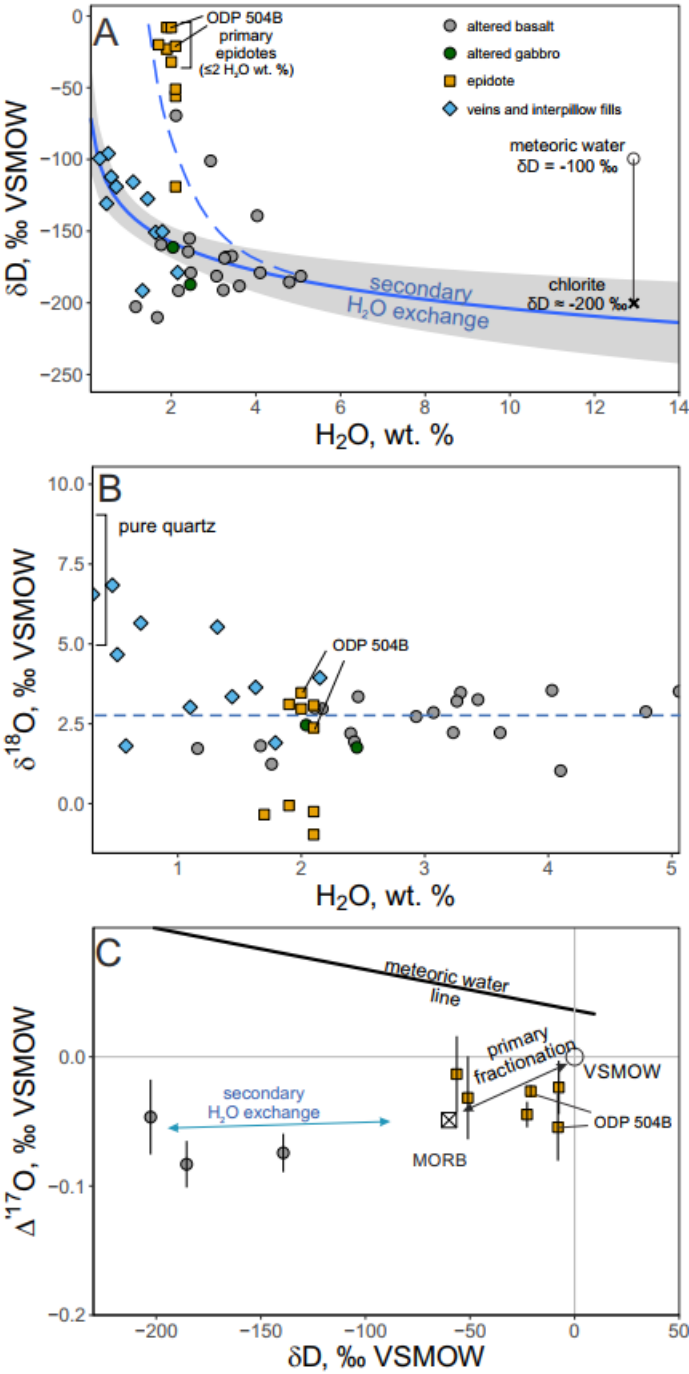 A
0
−50
−100
−150
−200
−250
δD, ‰ VSMOW
ODP 504B
primary
epidotes
(≤2 H₂O wt. %)
altered basalt
altered gabbro
epidote
veins and interpillow fills
meteoric water
δD = -100 ‰
chlorite
δD ≈ -200 ‰
secondary
H₂O exchange
2
4
6
8
10
12
14
H₂O, wt. %
B
10.0
7.5
5.0
2.5
0.0
δ¹⁸O, ‰ VSMOW
pure quartz
ODP 504B
1
2
3
4
5
H₂O, wt. %
C
0.0
−0.1
−0.2
Δ'¹⁷O, ‰ VSMOW
meteoric water
line
primary
fractionation
VSMOW
secondary
H₂O exchange
ODP 504B
MORB
−200
−150
−100
−50
0
50
δD, ‰ VSMOW